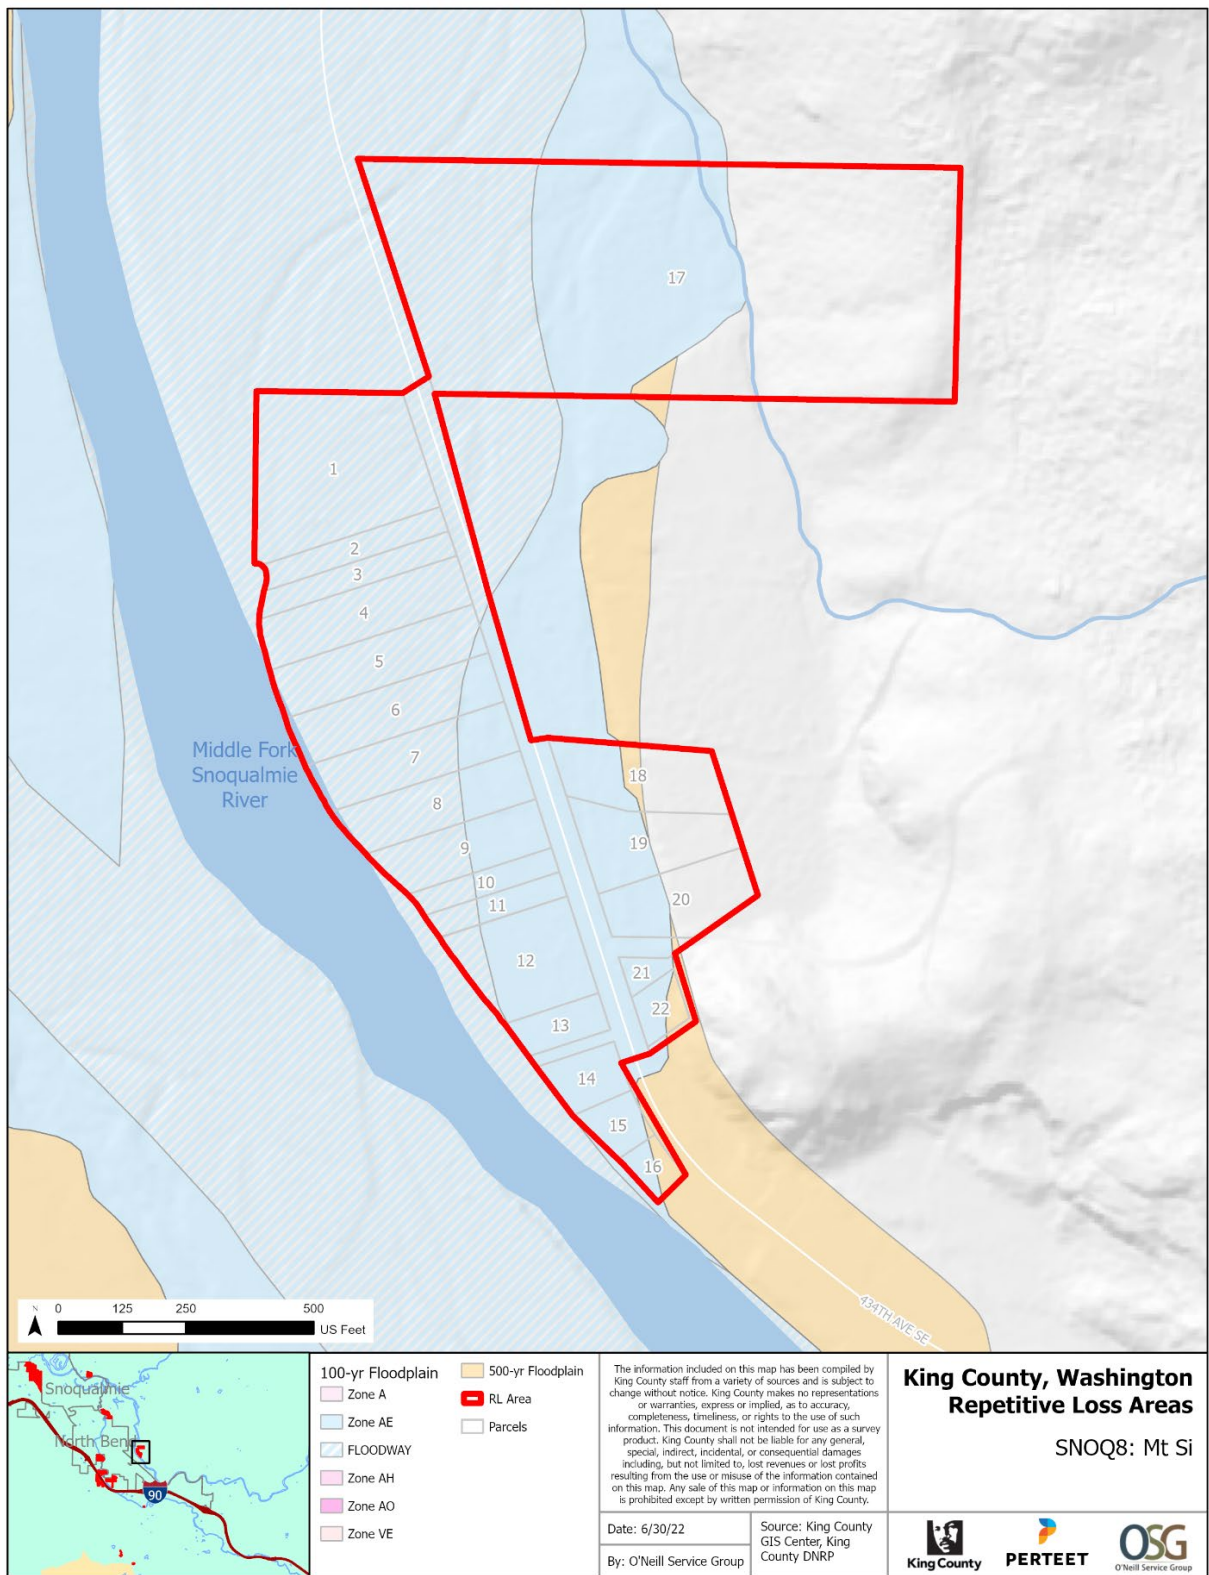 17
1
2
3
4
5
6
7
8
9
10
11
12
13
14
15
16
18
19
20
21
22
Middle Fork
Snoqualmie
River
434TH AVE SE
N
0 125 250 500
US Feet
Snoqualmie
North Bend
90
100-yr Floodplain
Zone A
Zone AE
FLOODWAY
Zone AH
Zone AO
Zone VE
500-yr Floodplain
RL Area
Parcels
The information included on this map has been compiled by
King County staff from a variety of sources and is subject to
change without notice. King County makes no representations
or warranties, express or implied, as to accuracy,
completeness, timeliness, or rights to the use of such
information. This document is not intended for use as a survey
product. King County shall not be liable for any general,
special, indirect, incidental, or consequential damages
including, but not limited to, lost revenues or lost profits
resulting from the use or misuse of the information contained
on this map. Any sale of this map or information on this map
is prohibited except by written permission of King County.
Date: 6/30/22
By: O'Neill Service Group
Source: King County
GIS Center, King
County DNRP
King County, Washington
Repetitive Loss Areas
SNOQ8: Mt Si
King County
PERTEET
OSG
O'Neill Service Group